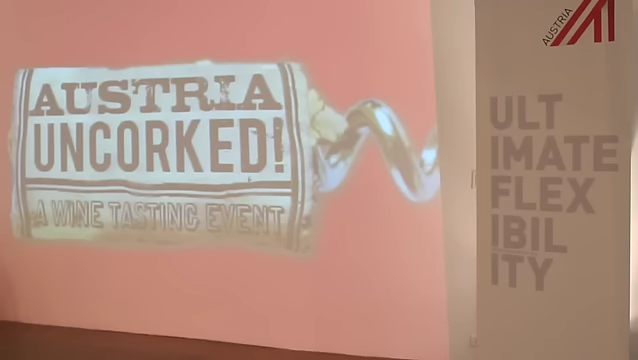 AUSTRIA
UNCORKED!
A WINE TASTING EVENT
AUSTRIA
ULT
IMATE
FLEX
IBIL
ITY